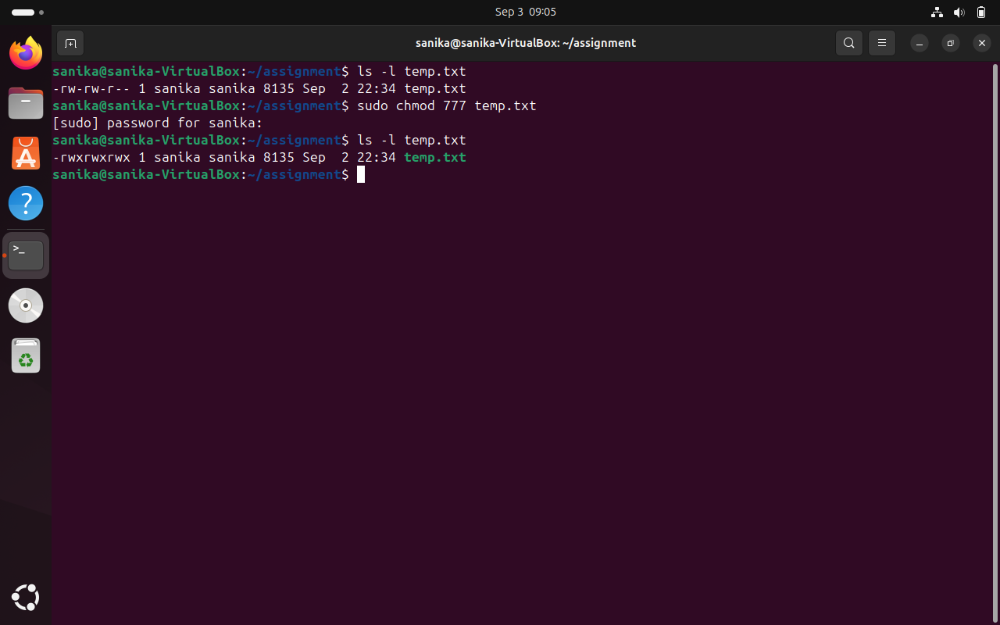 Sep 3 09:05
sanika@sanika-VirtualBox: ~/assignment
sanika@sanika-VirtualBox:~/assignment$ ls -l temp.txt
-rw-rw-r-- 1 sanika sanika 8135 Sep  2 22:34 temp.txt
sanika@sanika-VirtualBox:~/assignment$ sudo chmod 777 temp.txt
[sudo] password for sanika:
sanika@sanika-VirtualBox:~/assignment$ ls -l temp.txt
-rwxrwxrwx 1 sanika sanika 8135 Sep  2 22:34 temp.txt
sanika@sanika-VirtualBox:~/assignment$